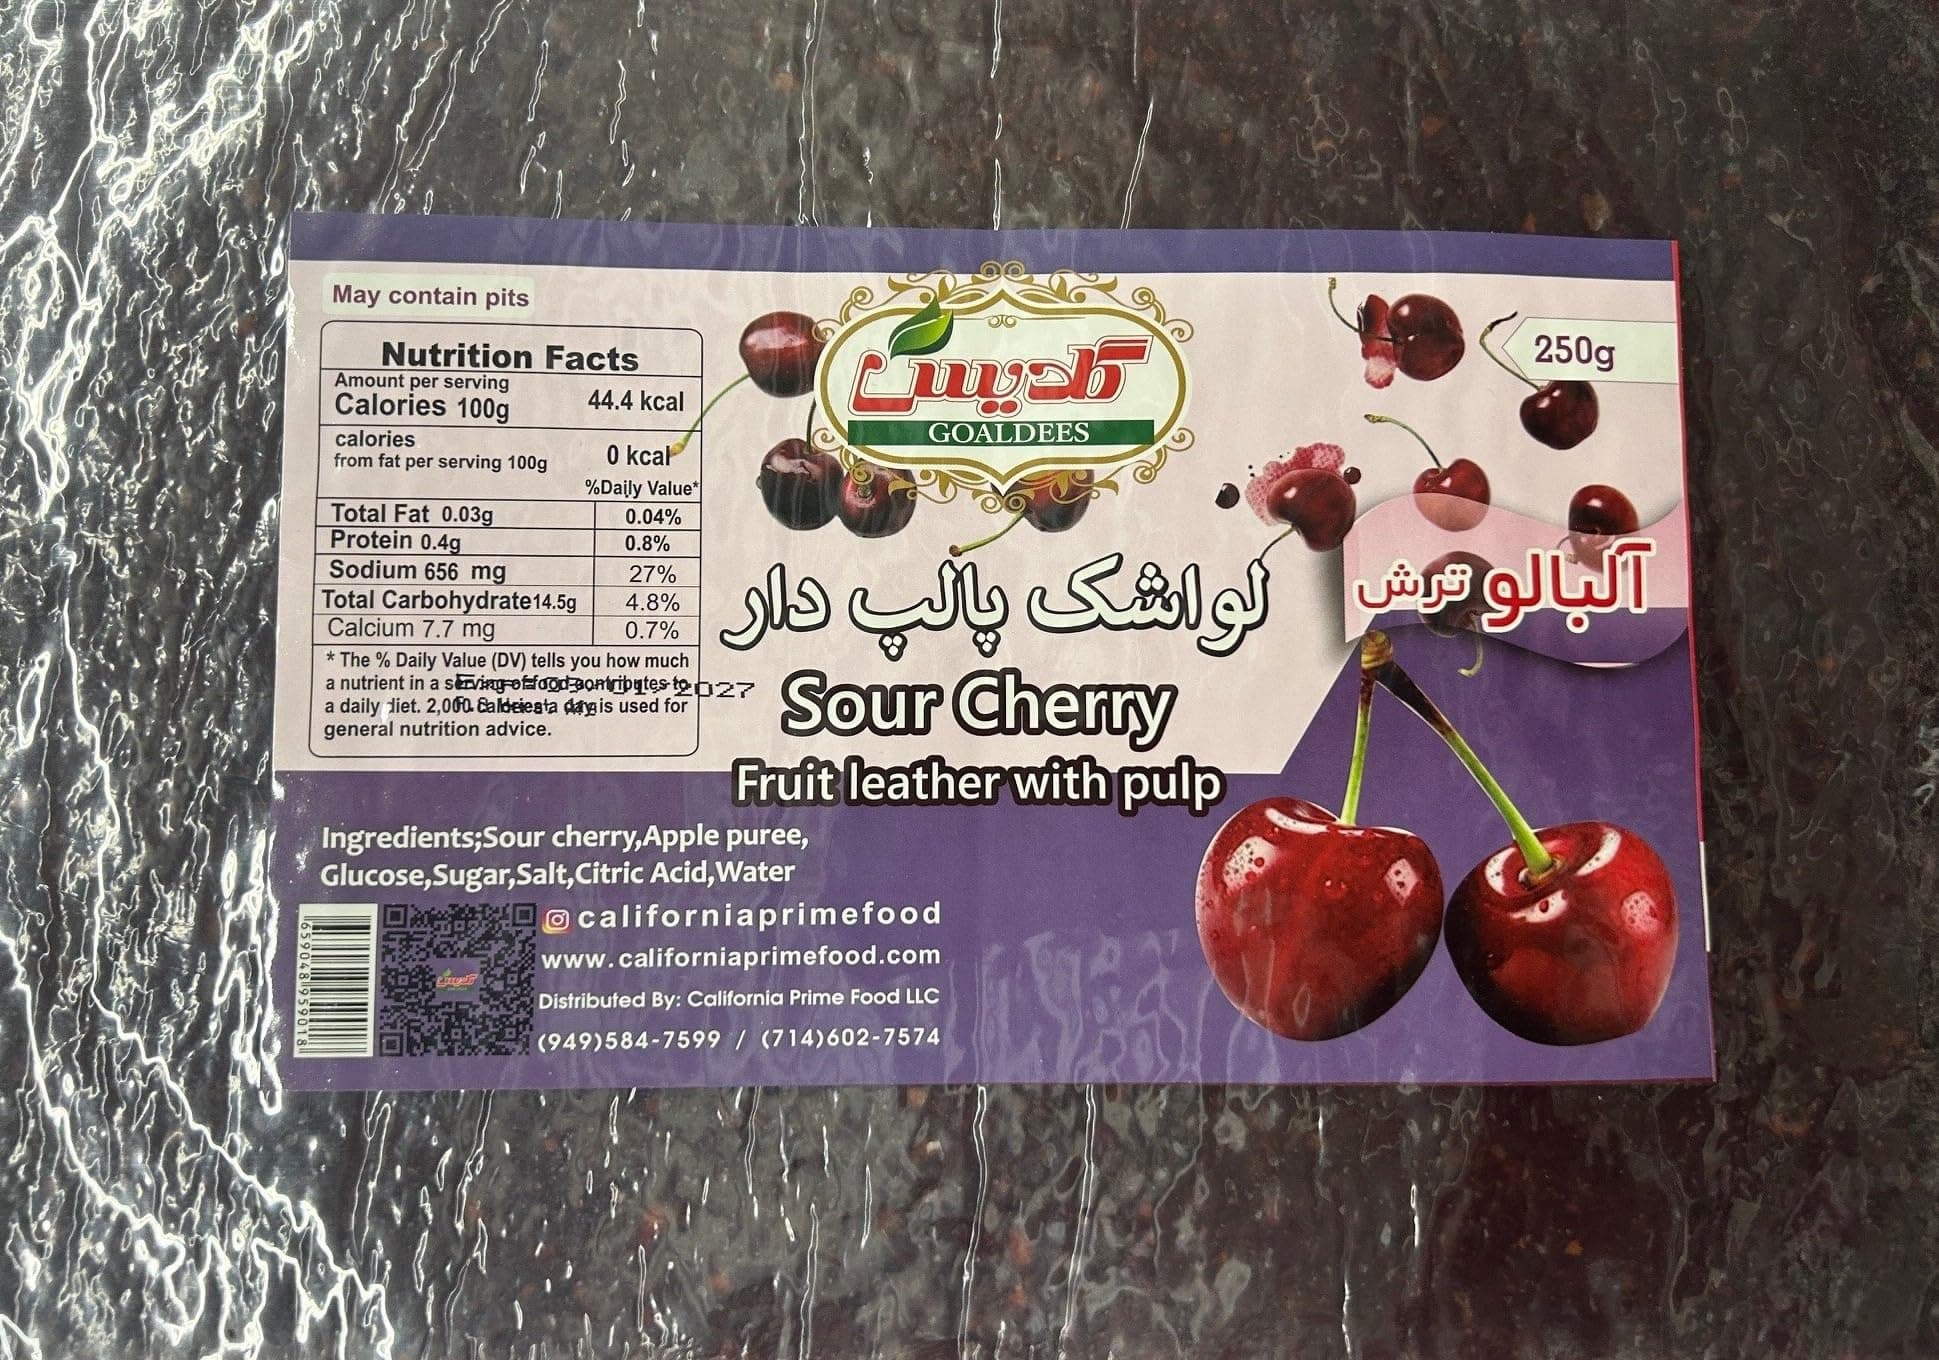 May contain pits
Nutrition Facts
Amount per serving
Calories 100g 44.4 kcal
calories
from fat per serving 100g 0 kcal
%Daily Value*
Total Fat 0.03g 0.04%
Protein 0.4g 0.8%
Sodium 656 mg 27%
Total Carbohydrate14.5g 4.8%
Calcium 7.7 mg 0.7%
* The % Daily Value (DV) tells you how much
a nutrient in a serving of food contributes to
a daily diet. 2,000 calories a day is used for
general nutrition advice.
2027
گلدیس
GOALDEES
250g
لواشک پالپ دار
آلبالو ترش
Sour Cherry
Fruit leather with pulp
Ingredients;Sour cherry,Apple puree,
Glucose,Sugar,Salt,Citric Acid,Water
659048959018
californiaprimefood
www.californiaprimefood.com
Distributed By: California Prime Food LLC
(949)584-7599 / (714)602-7574